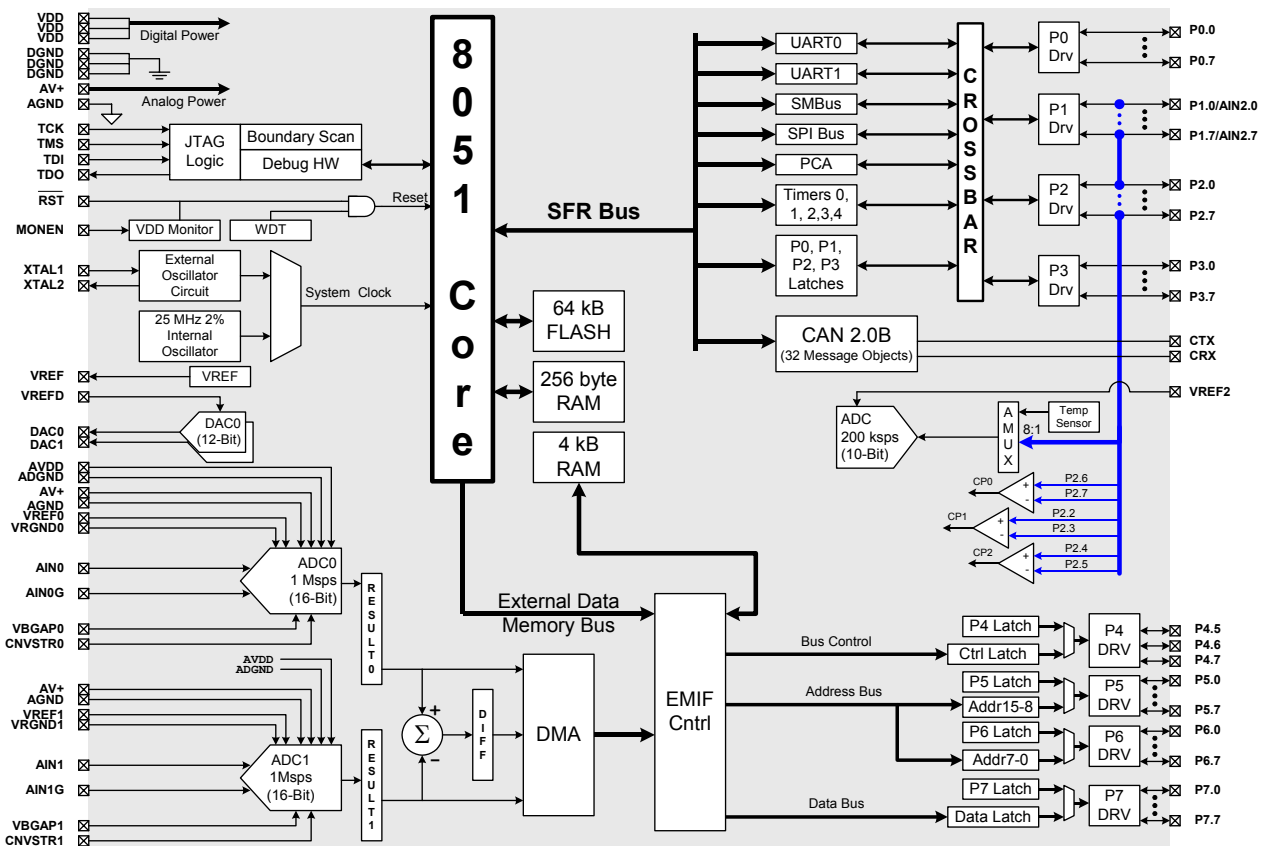 VDD
VDD
VDD
Digital Power
DGND
DGND
DGND
AV+
Analog Power
AGND
TCK
TMS
TDI
TDO
JTAG
Logic
Boundary Scan
Debug HW
RST
Reset
MONEN
VDD Monitor
WDT
XTAL1
XTAL2
External
Oscillator
Circuit
System Clock
25 MHz 2%
Internal
Oscillator
VREF
VREF
VREFD
DAC0
DAC1
DAC0
(12-Bit)
AVDD
ADGND
AV+
AGND
VREF0
VRGND0
AIN0
AIN0G
VBGAP0
CNVSTR0
ADC0
1 Msps
(16-Bit)
RESULT0
AVDD
ADGND
AV+
AGND
VREF1
VRGND1
AIN1
AIN1G
VBGAP1
CNVSTR1
ADC1
1Msps
(16-Bit)
RESULT1
+
Σ
-
DIFF
DMA
8051 Core
64 kB
FLASH
256 byte
RAM
4 kB
RAM
External Data
Memory Bus
EMIF
Cntrl
SFR Bus
UART0
UART1
SMBus
SPI Bus
PCA
Timers 0,
1, 2,3,4
P0, P1,
P2, P3
Latches
CROSSBAR
P0
Drv
P1
Drv
P2
Drv
P3
Drv
P0.0
P0.7
P1.0/AIN2.0
P1.7/AIN2.7
P2.0
P2.7
P3.0
P3.7
CAN 2.0B
(32 Message Objects)
CTX
CRX
VREF2
ADC
200 ksps
(10-Bit)
AMUX
8:1
Temp
Sensor
CP0
+
-
P2.6
P2.7
CP1
+
-
P2.2
P2.3
CP2
+
-
P2.4
P2.5
Bus Control
Address Bus
Data Bus
P4 Latch
Ctrl Latch
P5 Latch
Addr15-8
P6 Latch
Addr7-0
P7 Latch
Data Latch
P4
DRV
P5
DRV
P6
DRV
P7
DRV
P4.5
P4.6
P4.7
P5.0
P5.7
P6.0
P6.7
P7.0
P7.7